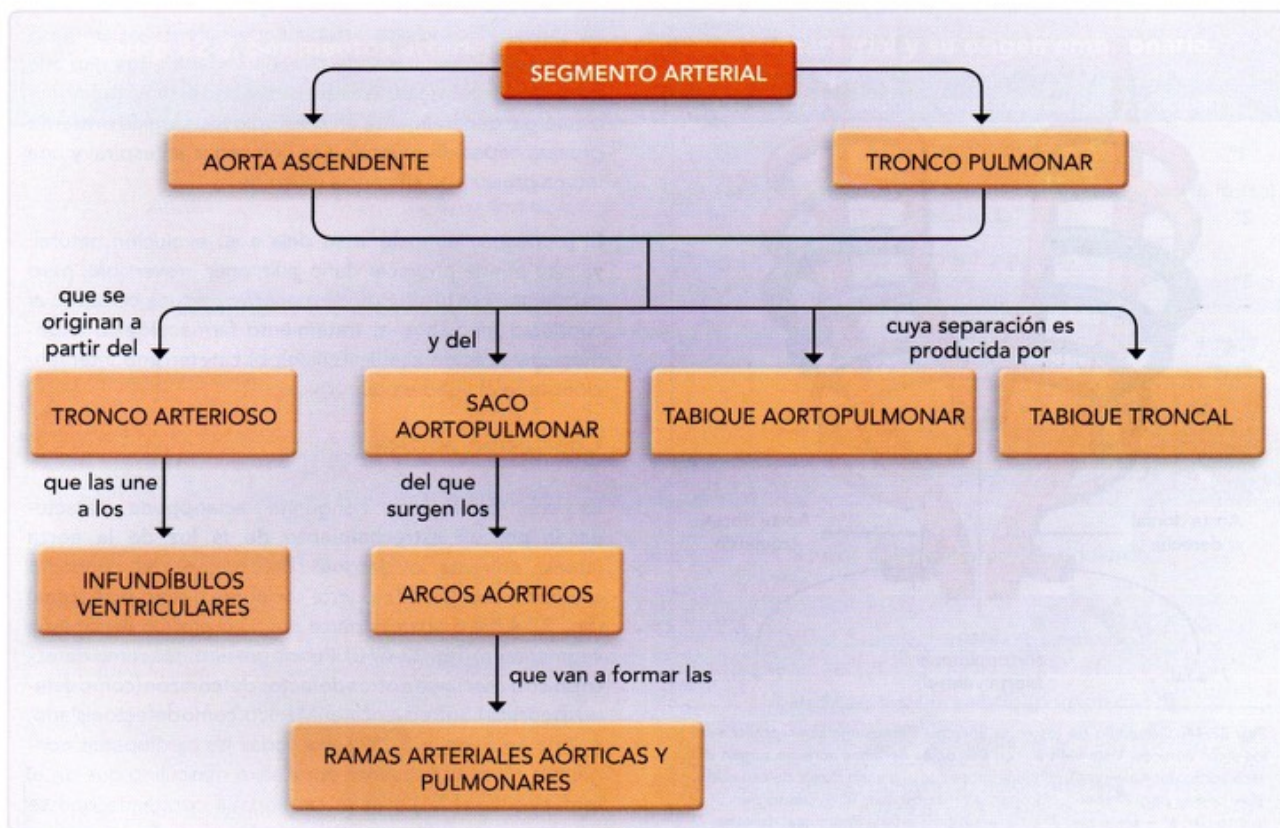 SEGMENTO ARTERIAL
AORTA ASCENDENTE
TRONCO PULMONAR
que se
originan a
partir del
y del
cuya separación es
producida por
TRONCO ARTERIOSO
SACO
AORTOPULMONAR
TABIQUE AORTOPULMONAR
TABIQUE TRONCAL
que las une
a los
del que
surgen los
INFUNDÍBULOS
VENTRICULARES
ARCOS AÓRTICOS
que van a formar las
RAMAS ARTERIALES AÓRTICAS Y
PULMONARES